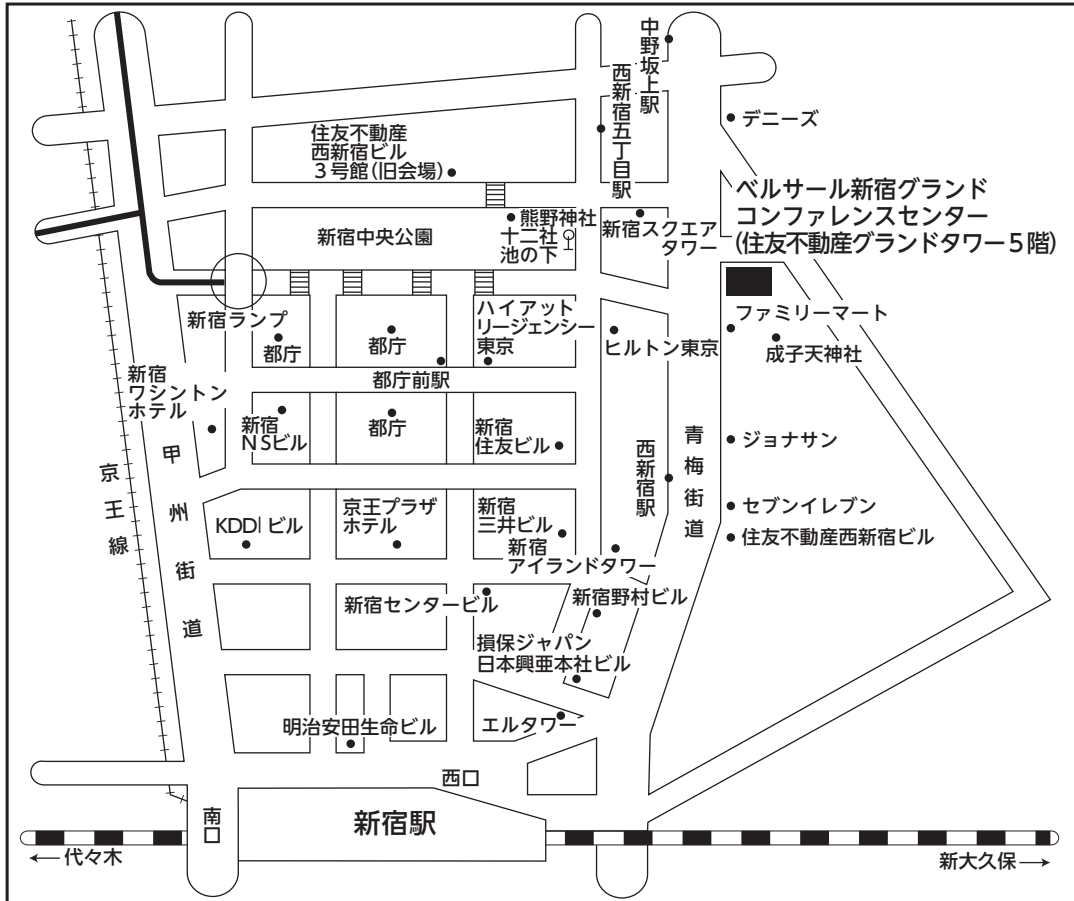 中野坂上駅
西新宿五丁目駅
デニーズ
住友不動産
西新宿ビル
３号館(旧会場)
ベルサール新宿グランド
コンファレンスセンター
(住友不動産グランドタワー５階)
熊野神社
十二社
池の下
新宿スクエア
タワー
新宿中央公園
新宿ランプ
都庁
都庁
ハイアット
リージェンシー
東京
ヒルトン東京
ファミリーマート
成子天神社
都庁前駅
新宿
ワシントン
ホテル
新宿
ＮＳビル
都庁
新宿
住友ビル
西新宿駅
青梅街道
ジョナサン
京王線
甲州街道
KDDI ビル
京王プラザ
ホテル
新宿
三井ビル
新宿
アイランドタワー
セブンイレブン
住友不動産西新宿ビル
新宿センタービル
新宿野村ビル
損保ジャパン
日本興亜本社ビル
明治安田生命ビル
エルタワー
西口
南口
新宿駅
←代々木
新大久保→